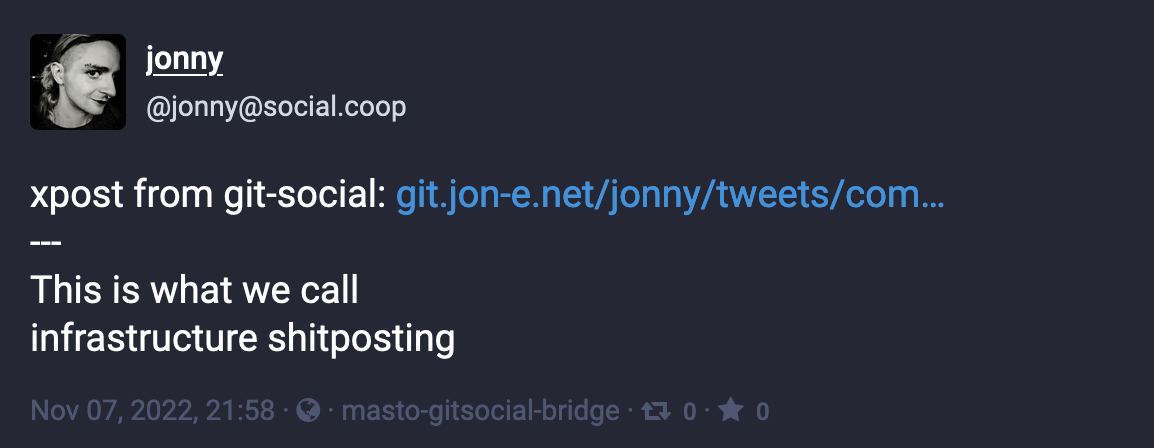 jonny
@jonny@social.coop
xpost from git-social: git.jon-e.net/jonny/tweets/com…
---
This is what we call
infrastructure shitposting
Nov 07, 2022, 21:58 · · masto-gitsocial-bridge · 0 · 0